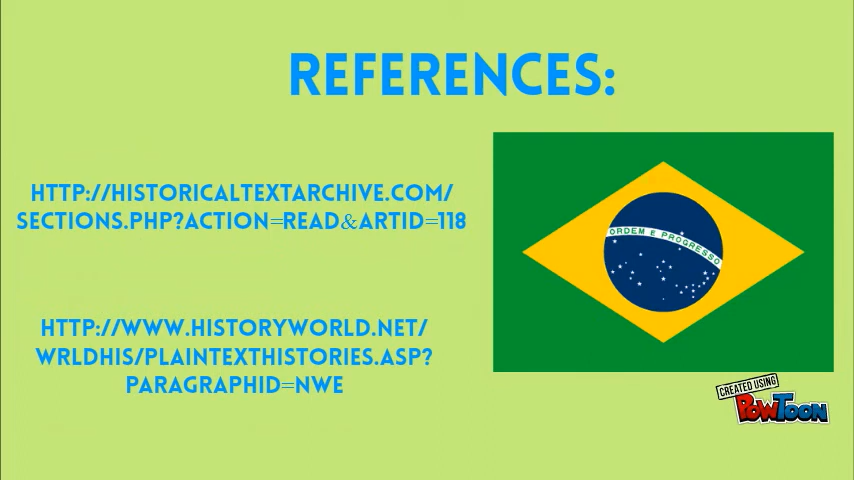 REFERENCES:
HTTP://HISTORICALTEXTARCHIVE.COM/
SECTIONS.PHP?ACTION=READ&ARTID=118
ORDEM E PROGRESSO
HTTP://WWW.HISTORYWORLD.NET/
WRLDHIS/PLAINTEXTHISTORIES.ASP?
PARAGRAPHID=NWE
CREATED USING
POWTOON